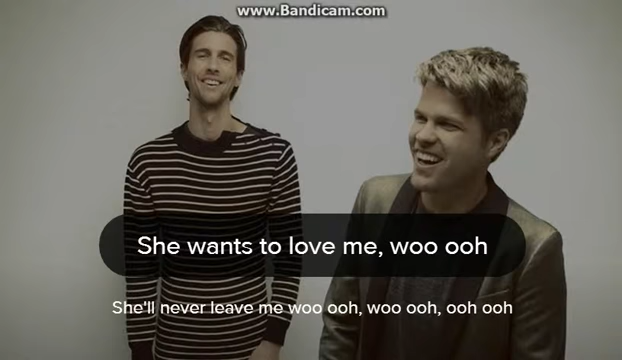 www.Bandicam.com
She wants to love me, woo ooh
She'll never leave me woo ooh, woo ooh, ooh ooh